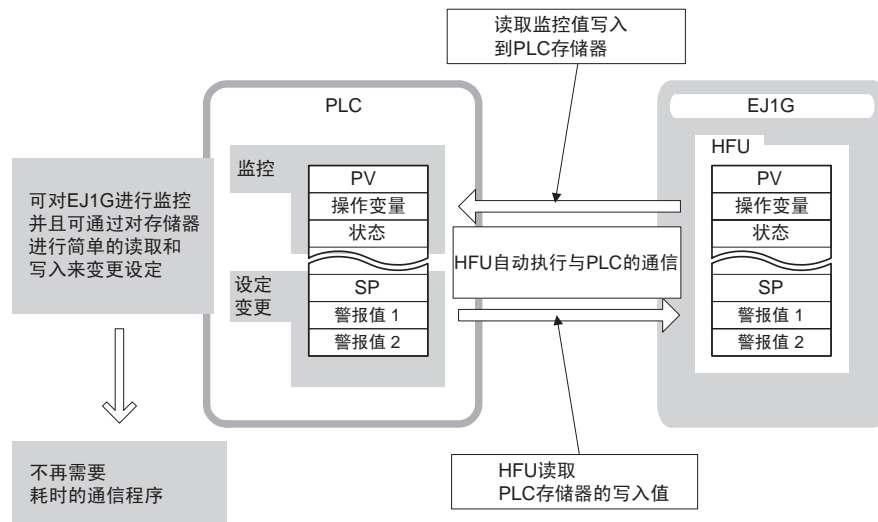 读取监控值写入
到PLC存储器
PLC
EJ1G
HFU
监控
PV
操作变量
状态
设定
变更
SP
警报值 1
警报值 2
可对EJ1G进行监控
并且可通过对存储器
进行简单的读取和
写入来变更设定
HFU自动执行与PLC的通信
PV
操作变量
状态
SP
警报值 1
警报值 2
不再需要
耗时的通信程序
HFU读取
PLC存储器的写入值